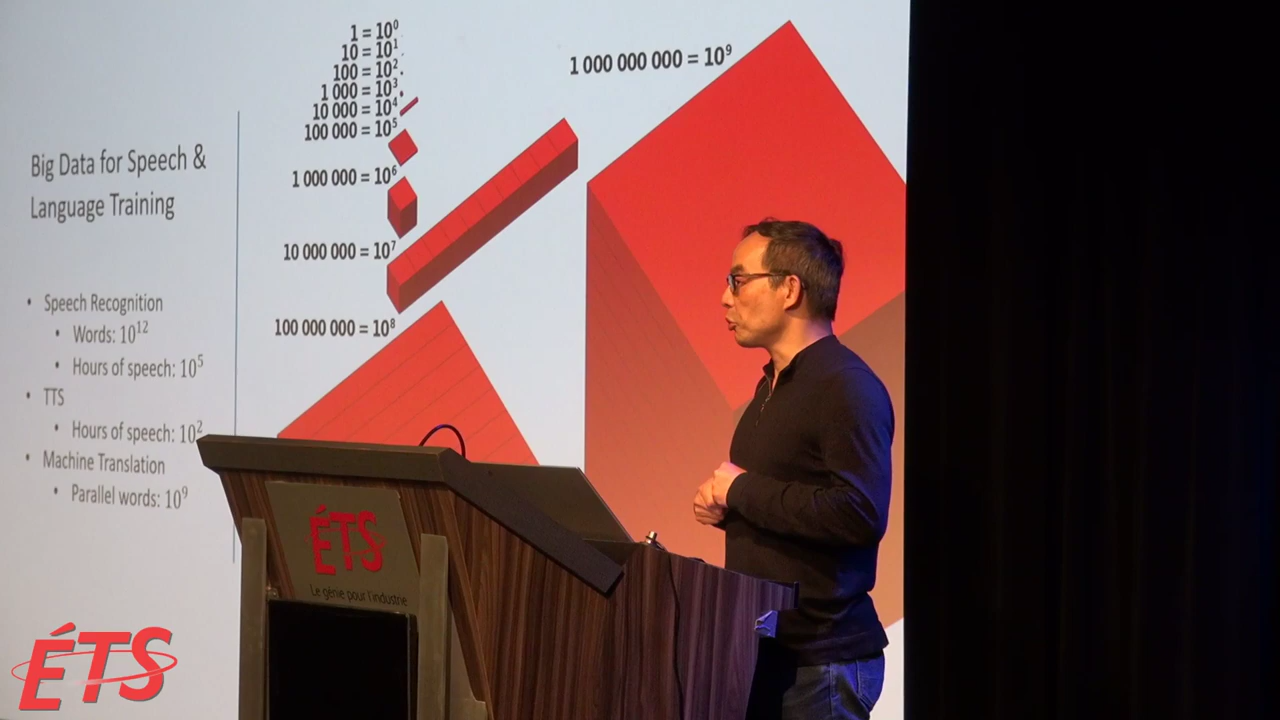 Big Data for Speech &
Language Training
• Speech Recognition
• Words: 10¹²
• Hours of speech: 10⁵
• TTS
• Hours of speech: 10²
• Machine Translation
• Parallel words: 10⁹
1 = 10⁰
10 = 10¹
100 = 10²
1 000 = 10³
10 000 = 10⁴
100 000 = 10⁵
1 000 000 = 10⁶
10 000 000 = 10⁷
100 000 000 = 10⁸
1 000 000 000 = 10⁹
ÉTS
Le génie pour l'industrie
ÉTS